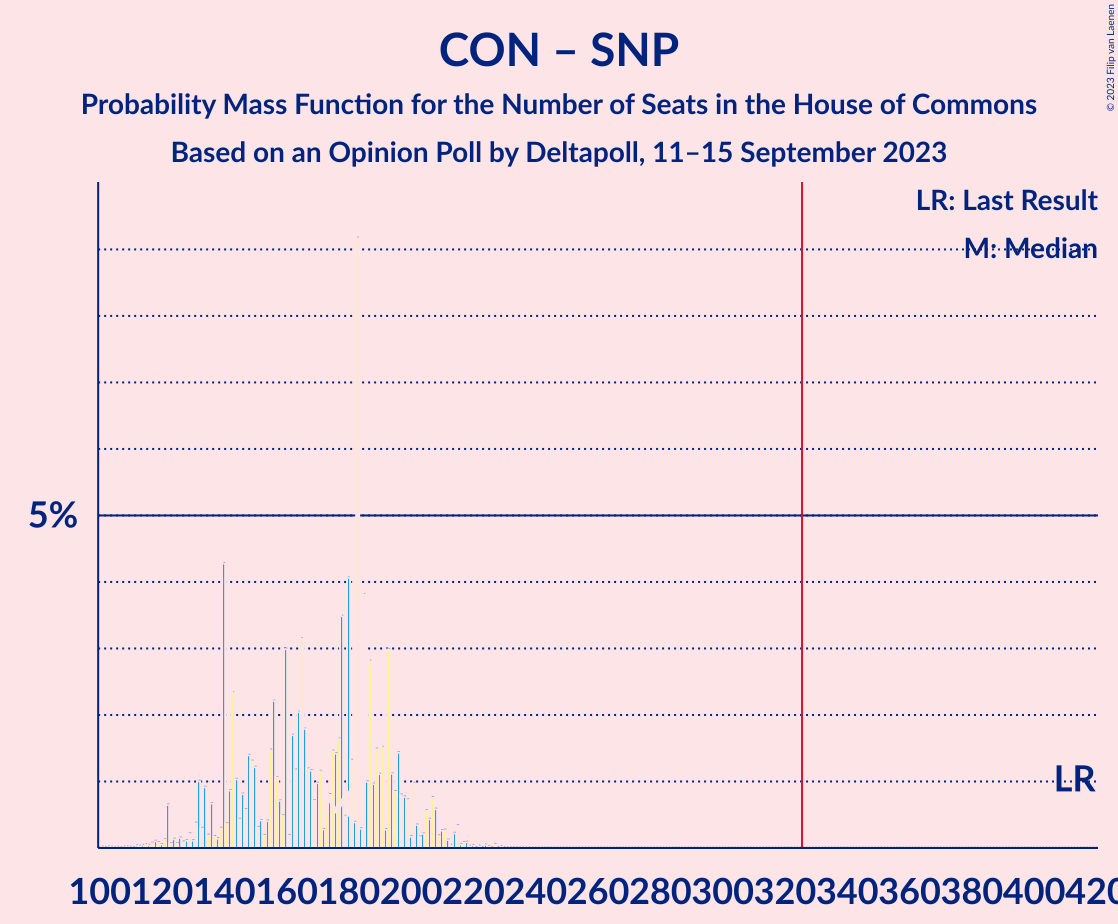 CON – SNP
Probability Mass Function for the Number of Seats in the House of Commons
Based on an Opinion Poll by Deltapoll, 11–15 September 2023
© 2023 Filip van Laenen
LR: Last Result
M: Median
5%
LR
100120140160180200220240260280300320340360380400420